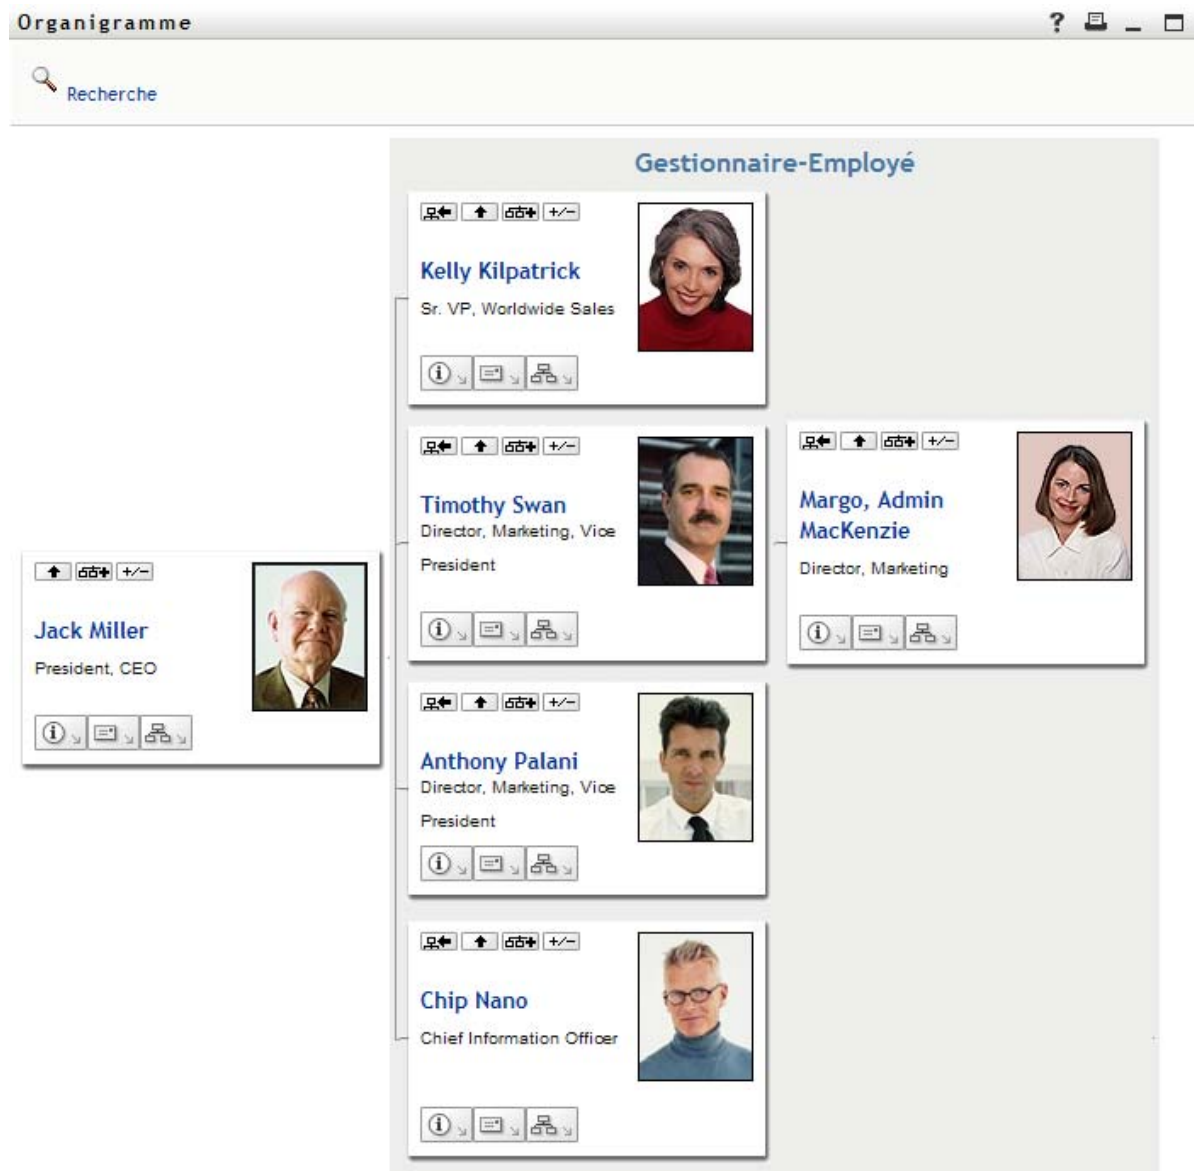 Organigramme
?
Recherche
Gestionnaire-Employé
+/-
Kelly Kilpatrick
Sr. VP, Worldwide Sales
+/-
Timothy Swan
Director, Marketing, Vice
President
+/-
Margo, Admin
MacKenzie
Director, Marketing
+/-
Jack Miller
President, CEO
+/-
Anthony Palani
Director, Marketing, Vice
President
+/-
Chip Nano
Chief Information Officer